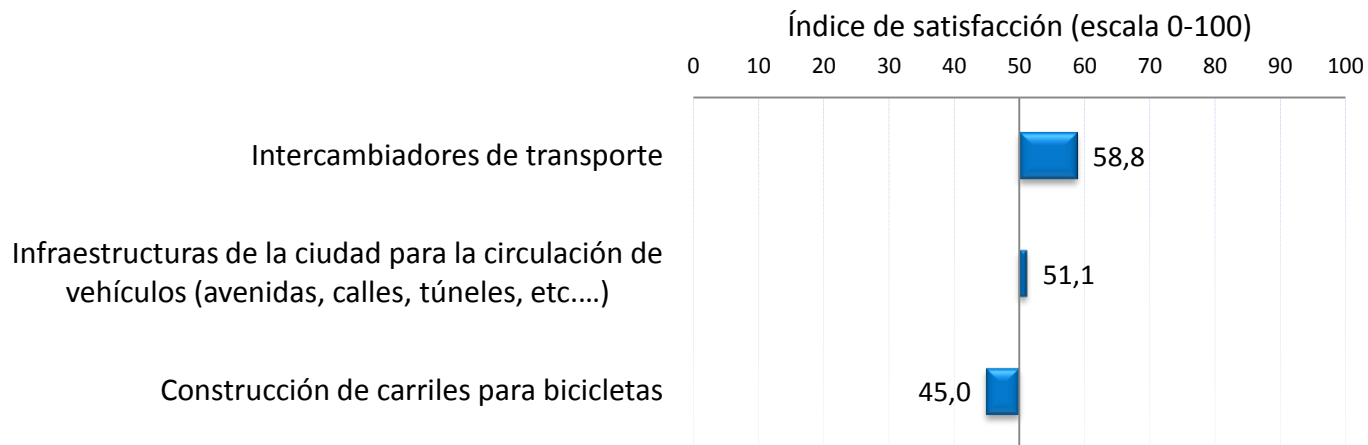 Índice de satisfacción (escala 0-100)
0 10 20 30 40 50 60 70 80 90 100
Intercambiadores de transporte
58,8
Infraestructuras de la ciudad para la circulación de
vehículos (avenidas, calles, túneles, etc.…)
51,1
Construcción de carriles para bicicletas
45,0